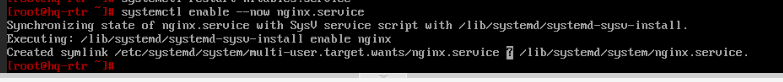 [root@hq-rtr ]# systemctl enable --now nginx.service
Synchronizing state of nginx.service with SysV service script with /lib/systemd/systemd-sysv-install.
Executing: /lib/systemd/systemd-sysv-install enable nginx
Created symlink /etc/systemd/system/multi-user.target.wants/nginx.service ? /lib/systemd/system/nginx.service.
[root@hq-rtr ]#